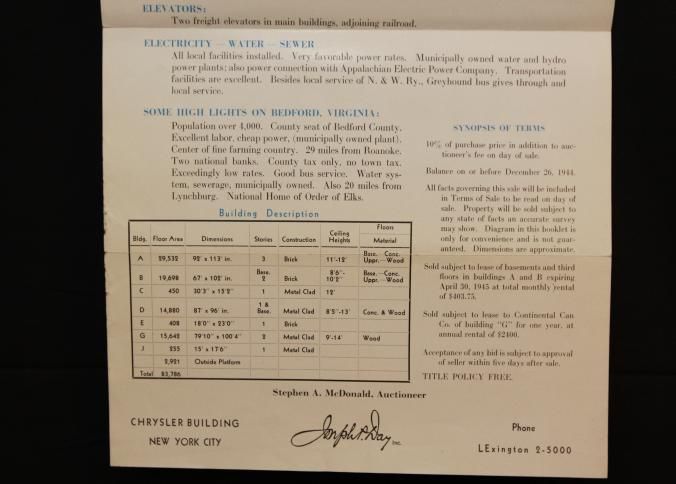 ELEVATORS:
Two freight elevators in main buildings, adjoining railroad.
ELECTRICITY — WATER — SEWER
All local facilities installed. Very favorable power rates. Municipally owned water and hydro
power plants; also power connection with Appalachian Electric Power Company. Transportation
facilities are excellent. Besides local service of N. & W. Ry., Greyhound bus gives through and
local service.
SOME HIGH LIGHTS ON BEDFORD, VIRGINIA:
Population over 4,000. County seat of Bedford County.
Excellent labor, cheap power, (municipally owned plant).
Center of fine farming country. 29 miles from Roanoke.
Two national banks. County tax only, no town tax.
Exceedingly low rates. Good bus service. Water sys-
tem, sewerage, municipally owned. Also 20 miles from
Lynchburg. National Home of Order of Elks.
Building Description
Bldg. Floor Area Dimensions Stories Construction Ceiling Heights Floors Material
A 29,532 92' x 113' in. 3 Brick 11'-12' Base. Conc. Uppr.—Wood
B 19,698 67' x 102' in. Base. 2 Brick 8'6"-10'2" Base.—Conc. Uppr.—Wood
C 450 30'3" x 15'2" 1 Metal Clad 12'
D 14,880 87' x 96' in. 1 & Base. Metal Clad 8'5"-13' Conc. & Wood
E 408 18'0" x 23'0" 1 Brick
G 15,642 79'10" x 100'4" 2 Metal Clad 9'-14' Wood
J 255 15' x 17'6" 1 Metal Clad
2,921 Outside Platform
Total 83,786
SYNOPSIS OF TERMS
10% of purchase price in addition to auc-
tioneer's fee on day of sale.
Balance on or before December 26, 1944.
All facts governing this sale will be included
in Terms of Sale to be read on day of
sale. Property will be sold subject to
any state of facts an accurate survey
may show. Diagram in this booklet is
only for convenience and is not guar-
anteed. Dimensions are approximate.
Sold subject to lease of basements and third
floors in buildings A and B expiring
April 30, 1945 at total monthly rental
of $403.75.
Sold subject to lease to Continental Can
Co. of building "G" for one year, at
annual rental of $2400.
Acceptance of any bid is subject to approval
of seller within five days after sale.
TITLE POLICY FREE.
Stephen A. McDonald, Auctioneer
CHRYSLER BUILDING
NEW YORK CITY
Joseph P. Day Inc.
Phone
LExington 2-5000